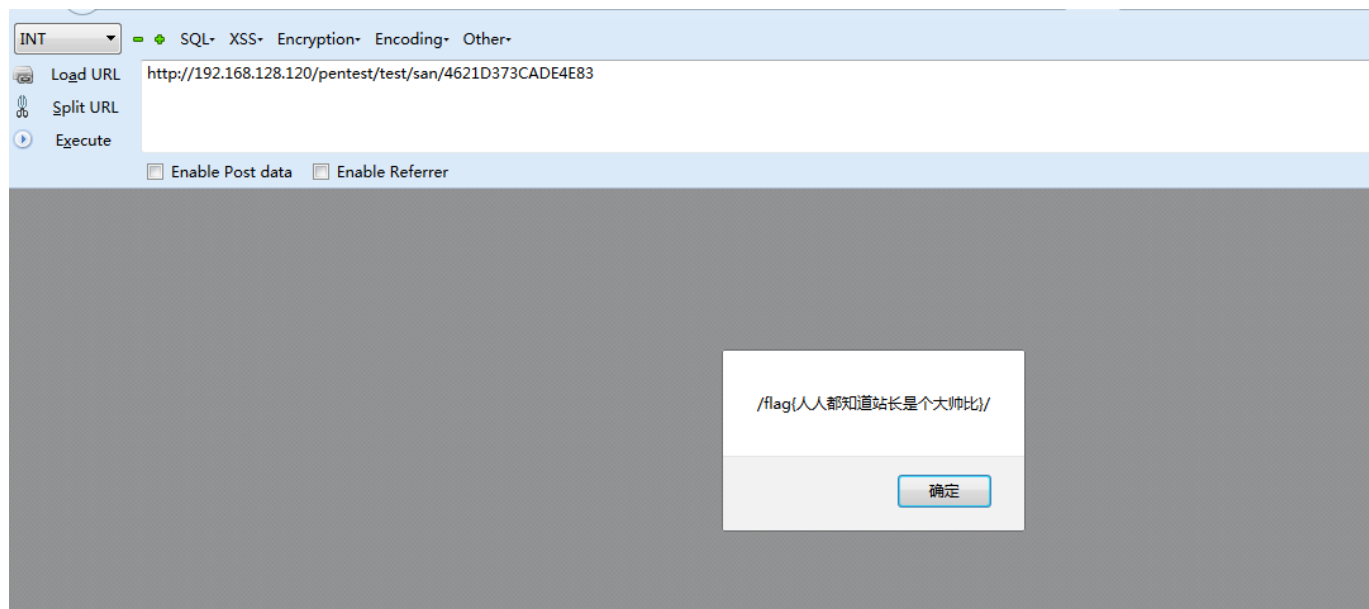 INT SQL- XSS- Encryption- Encoding- Other-
Load URL http://192.168.128.120/pentest/test/san/4621D373CADE4E83
Split URL
Execute
Enable Post data Enable Referrer
/flag{人人都知道站长是个大帅比}/
确定